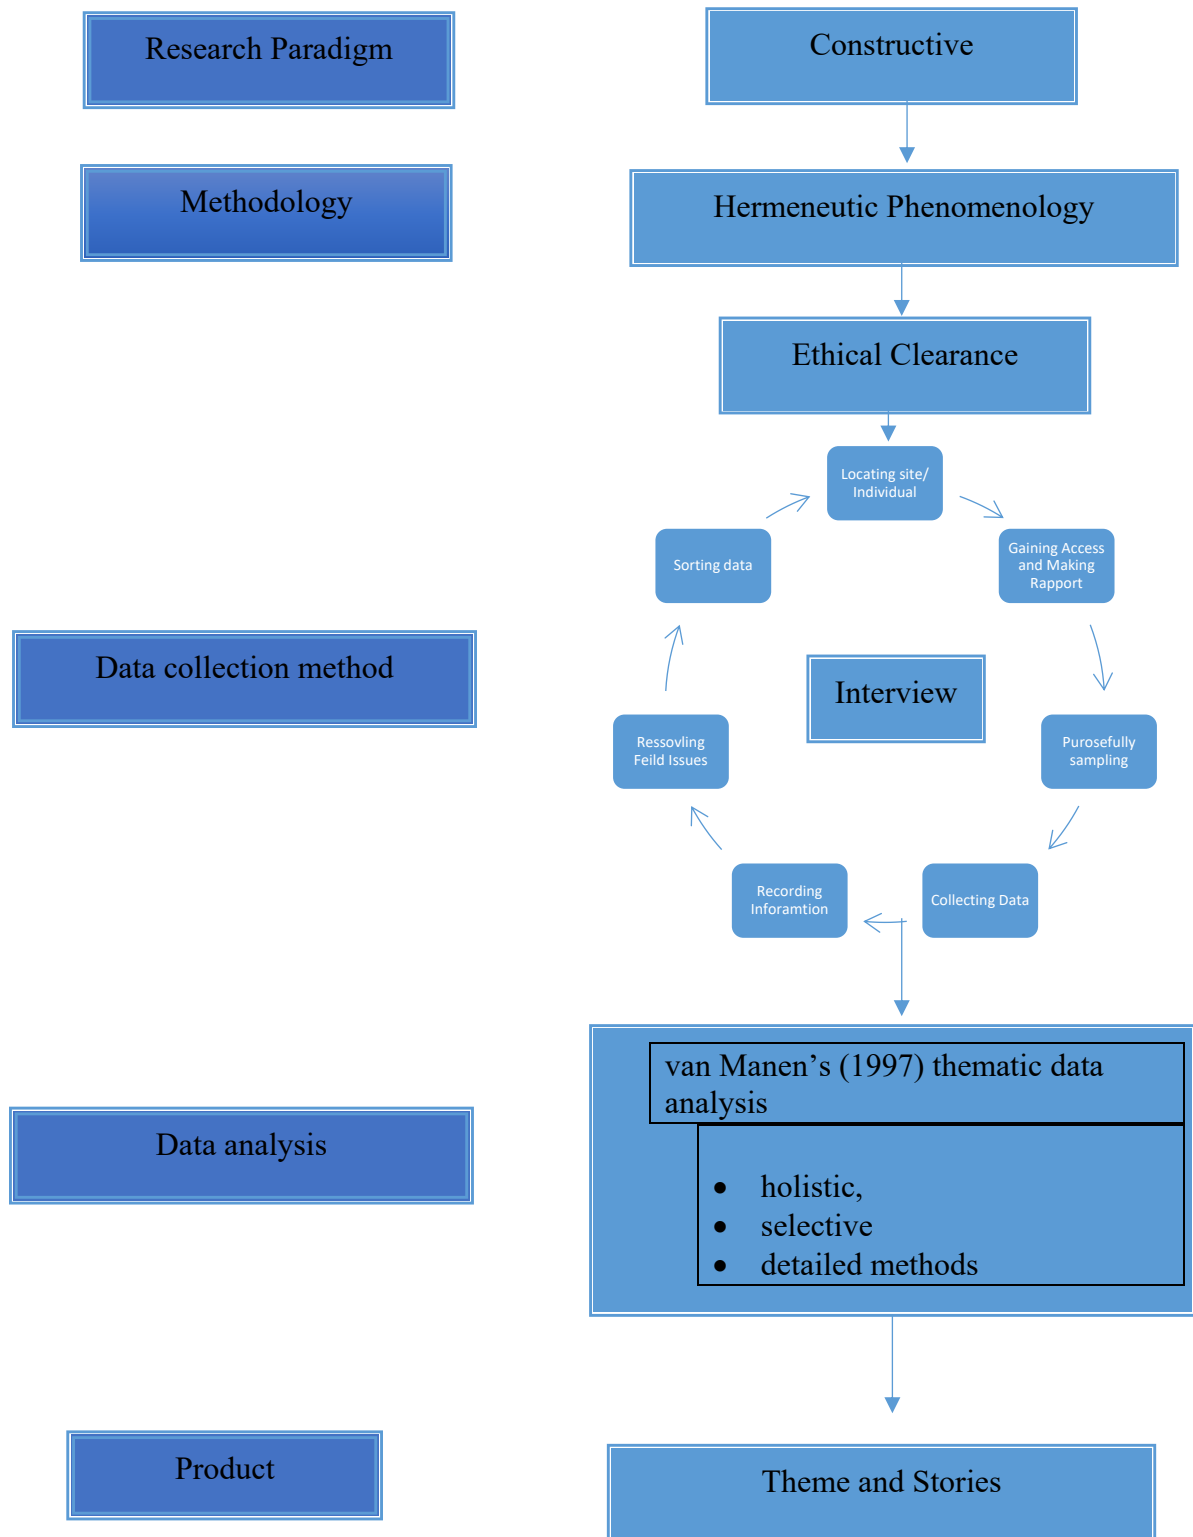 Research Paradigm
Constructive
Methodology
Hermeneutic Phenomenology
Ethical Clearance
Locating site/
Individual
Sorting data
Gaining Access
and Making
Rapport
Data collection method
Interview
Ressovling
Feild Issues
Purosefully
sampling
Recording
Inforamtion
Collecting Data
van Manen’s (1997) thematic data
analysis
• holistic,
• selective
• detailed methods
Data analysis
Product
Theme and Stories